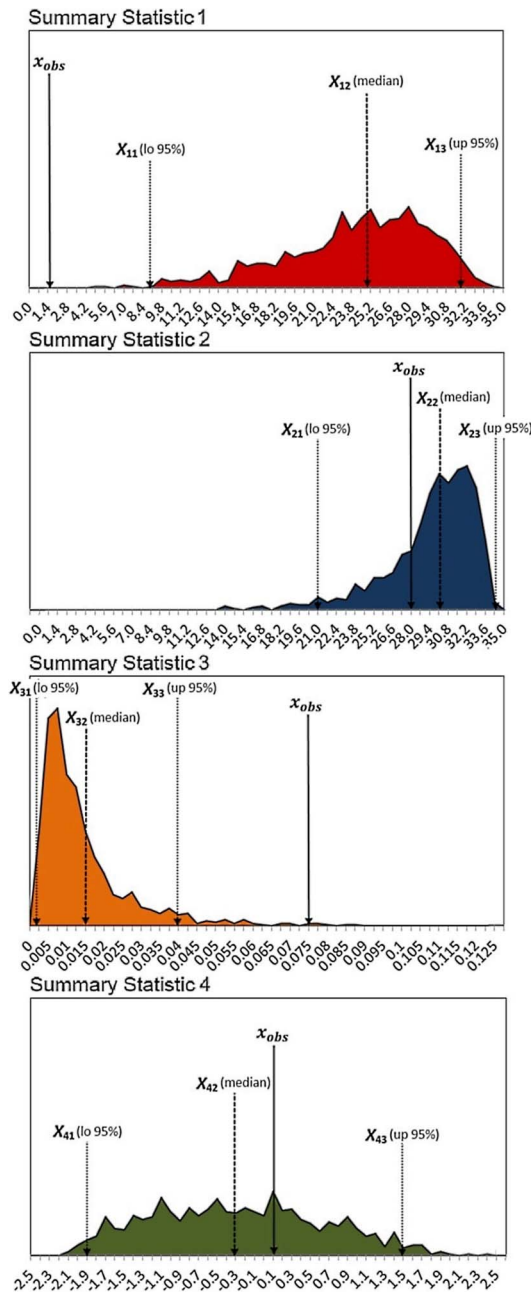 Summary Statistic 1
x_obs
X12 (median)
X11 (lo 95%)
X13 (up 95%)
0.0 1.4 2.8 4.2 5.6 7.0 8.4 9.8 11.2 12.6 14.0 15.4 16.8 18.2 19.6 21.0 22.4 23.8 25.2 26.6 28.0 29.4 30.8 32.2 33.6 35.0
Summary Statistic 2
x_obs
X22 (median)
X21 (lo 95%)
X23 (up 95%)
0.0 1.4 2.8 4.2 5.6 7.0 8.4 9.8 11.2 12.6 14.0 15.4 16.8 18.2 19.6 21.0 22.4 23.8 25.2 26.6 28.0 29.4 30.8 32.2 33.6 35.0
Summary Statistic 3
X31 (lo 95%)
X33 (up 95%)
x_obs
X32 (median)
0 0.005 0.01 0.015 0.02 0.025 0.03 0.035 0.04 0.045 0.05 0.055 0.06 0.065 0.07 0.075 0.08 0.085 0.09 0.095 0.1 0.105 0.11 0.115 0.12 0.125
Summary Statistic 4
x_obs
X42 (median)
X41 (lo 95%)
X43 (up 95%)
-2.5 -2.3 -2.1 -1.9 -1.7 -1.5 -1.3 -1.1 -0.9 -0.7 -0.5 -0.3 -0.1 0.1 0.3 0.5 0.7 0.9 1.1 1.3 1.5 1.7 1.9 2.1 2.3 2.5